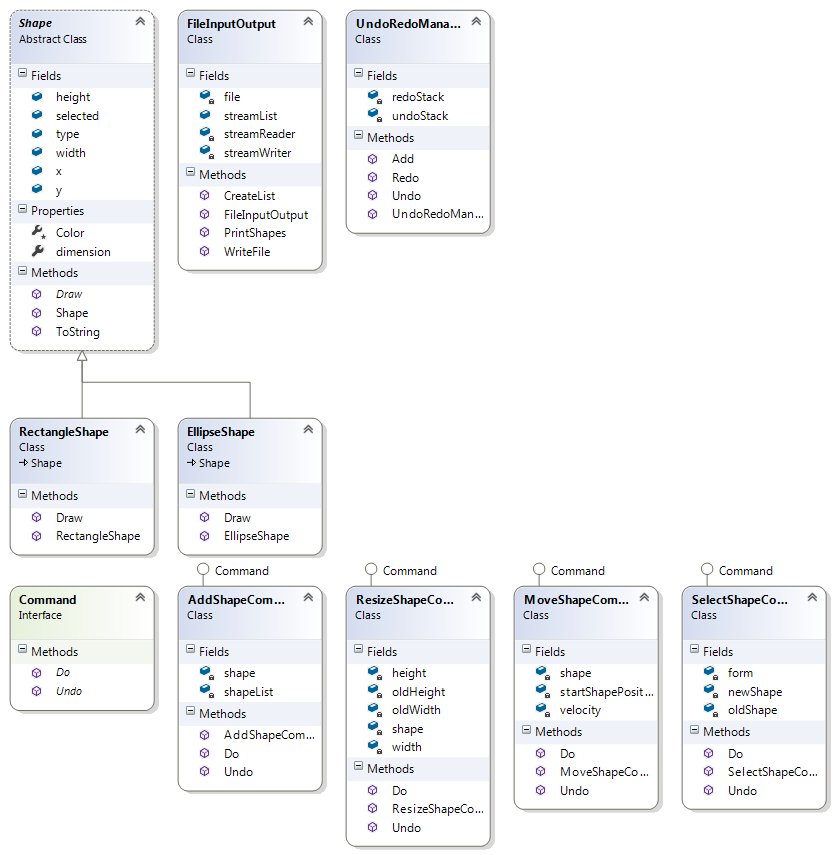 Shape
Abstract Class
Fields
height
selected
type
width
x
y
Properties
Color
dimension
Methods
Draw
Shape
ToString
FileInputOutput
Class
Fields
file
streamList
streamReader
streamWriter
Methods
CreateList
FileInputOutput
PrintShapes
WriteFile
UndoRedoMana...
Class
Fields
redoStack
undoStack
Methods
Add
Redo
Undo
UndoRedoMan...
RectangleShape
Class
Shape
Methods
Draw
RectangleShape
EllipseShape
Class
Shape
Methods
Draw
EllipseShape
Command
Interface
Methods
Do
Undo
Command
AddShapeCom...
Class
Fields
shape
shapeList
Methods
AddShapeCom...
Do
Undo
Command
ResizeShapeCo...
Class
Fields
height
oldHeight
oldWidth
shape
width
Methods
Do
ResizeShapeCo...
Undo
Command
MoveShapeCom...
Class
Fields
shape
startShapePosit...
velocity
Methods
Do
MoveShapeCo...
Undo
Command
SelectShapeCo...
Class
Fields
form
newShape
oldShape
Methods
Do
SelectShapeCo...
Undo